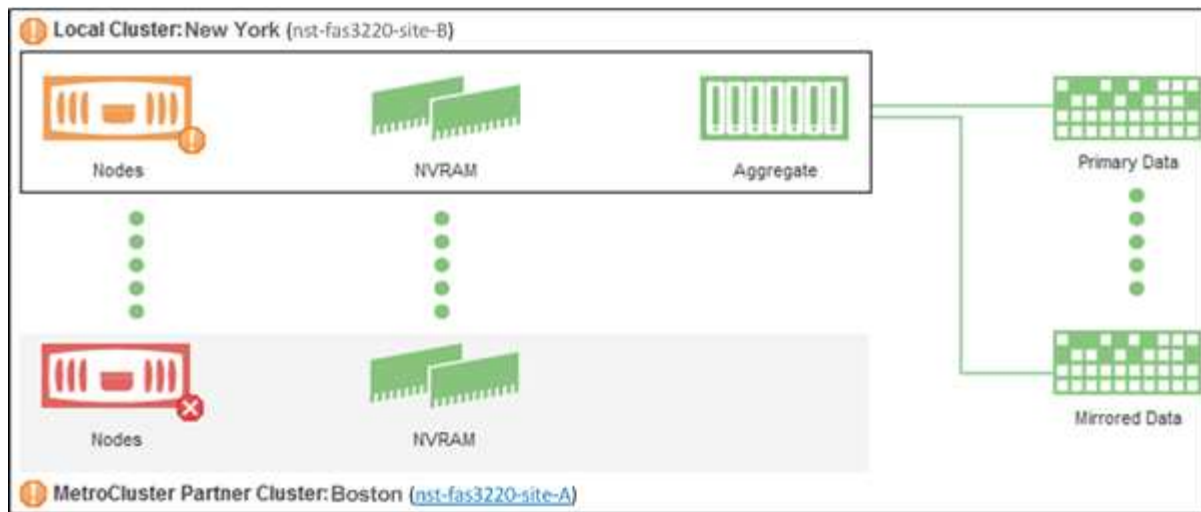 Local Cluster: New York (nst-fas3220-site-B)
Nodes
NVRAM
Aggregate
Primary Data
Nodes
NVRAM
Mirrored Data
MetroCluster Partner Cluster: Boston (nst-fas3220-site-A)